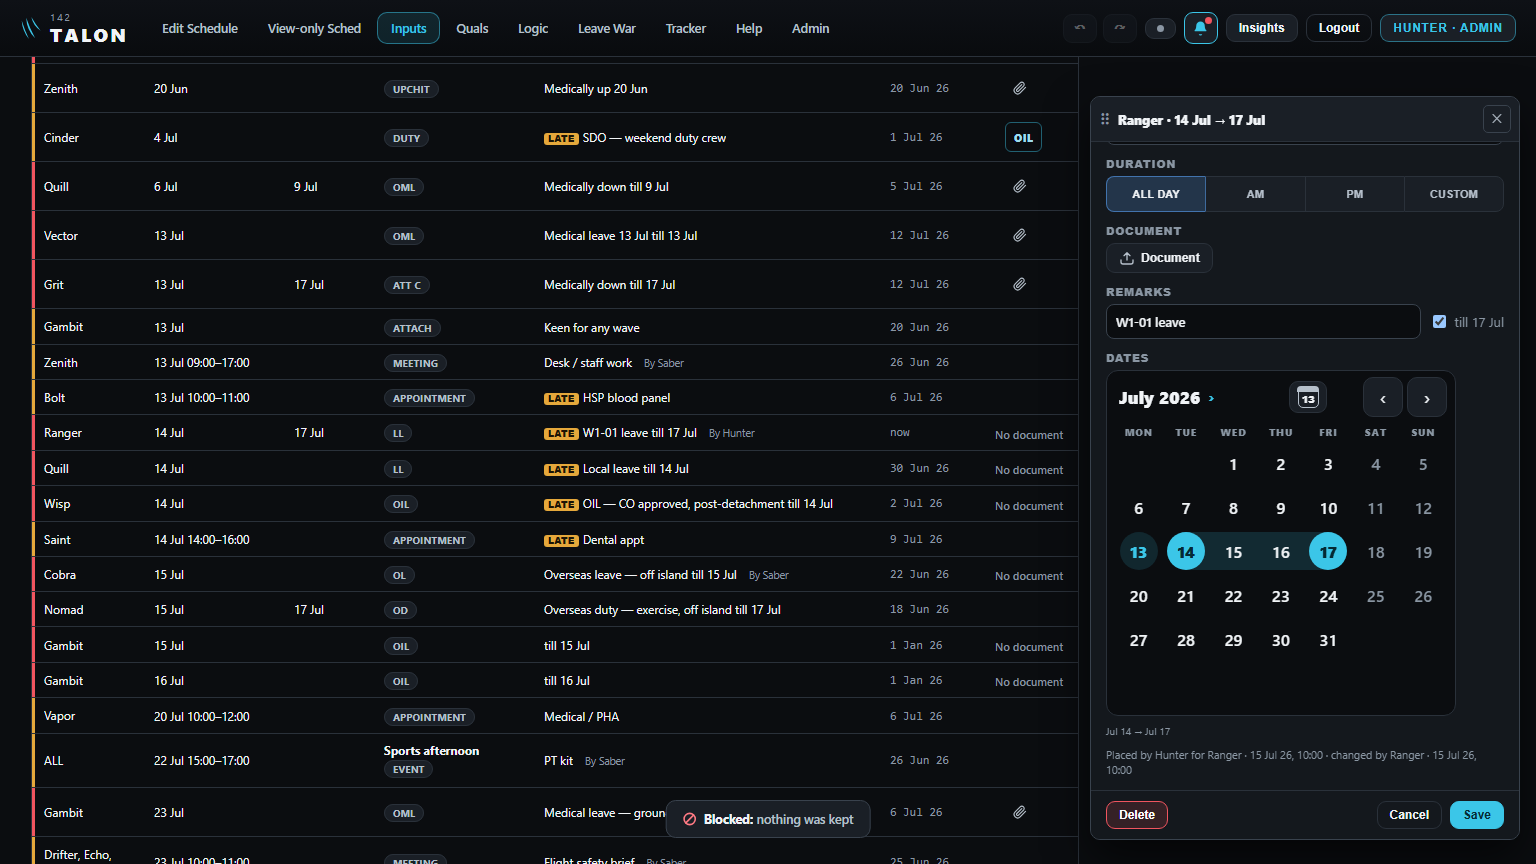 142
TALON
Edit Schedule
View-only Sched
Inputs
Quals
Logic
Leave War
Tracker
Help
Admin
Insights
Logout
HUNTER · ADMIN
Zenith 20 Jun UPCHIT Medically up 20 Jun 20 Jun 26
Cinder 4 Jul DUTY LATE SDO — weekend duty crew 1 Jul 26 OIL
Quill 6 Jul 9 Jul OML Medically down till 9 Jul 5 Jul 26
Vector 13 Jul OML Medical leave 13 Jul till 13 Jul 12 Jul 26
Grit 13 Jul 17 Jul ATT C Medically down till 17 Jul 12 Jul 26
Gambit 13 Jul ATTACH Keen for any wave 20 Jun 26
Zenith 13 Jul 09:00–17:00 MEETING Desk / staff work By Saber 26 Jun 26
Bolt 13 Jul 10:00–11:00 APPOINTMENT LATE HSP blood panel 6 Jul 26
Ranger 14 Jul 17 Jul LL LATE W1-01 leave till 17 Jul By Hunter now No document
Quill 14 Jul LL LATE Local leave till 14 Jul 30 Jun 26 No document
Wisp 14 Jul OIL LATE OIL — CO approved, post-detachment till 14 Jul 2 Jul 26 No document
Saint 14 Jul 14:00–16:00 APPOINTMENT LATE Dental appt 9 Jul 26
Cobra 15 Jul OL Overseas leave — off island till 15 Jul By Saber 22 Jun 26 No document
Nomad 15 Jul 17 Jul OD Overseas duty — exercise, off island till 17 Jul 18 Jun 26
Gambit 15 Jul OIL till 15 Jul 1 Jan 26 No document
Gambit 16 Jul OIL till 16 Jul 1 Jan 26 No document
Vapor 20 Jul 10:00–12:00 APPOINTMENT Medical / PHA 6 Jul 26
Sports afternoon
ALL 22 Jul 15:00–17:00 EVENT PT kit By Saber 26 Jun 26
Gambit 23 Jul OML Medical leave — groun 6 Jul 26
Drifter, Echo, 23 Jul 10:00–11:00 MEETING Flight safety brief By Saber 25 Jun 26
Blocked: nothing was kept
Ranger · 14 Jul → 17 Jul
DURATION
ALL DAY AM PM CUSTOM
DOCUMENT
Document
REMARKS
W1-01 leave till 17 Jul
DATES
July 2026 › 13 ‹ ›
MON TUE WED THU FRI SAT SUN
1 2 3 4 5
6 7 8 9 10 11 12
13 14 15 16 17 18 19
20 21 22 23 24 25 26
27 28 29 30 31
Jul 14 → Jul 17
Placed by Hunter for Ranger · 15 Jul 26, 10:00 · changed by Ranger · 15 Jul 26,
10:00
Delete
Cancel
Save